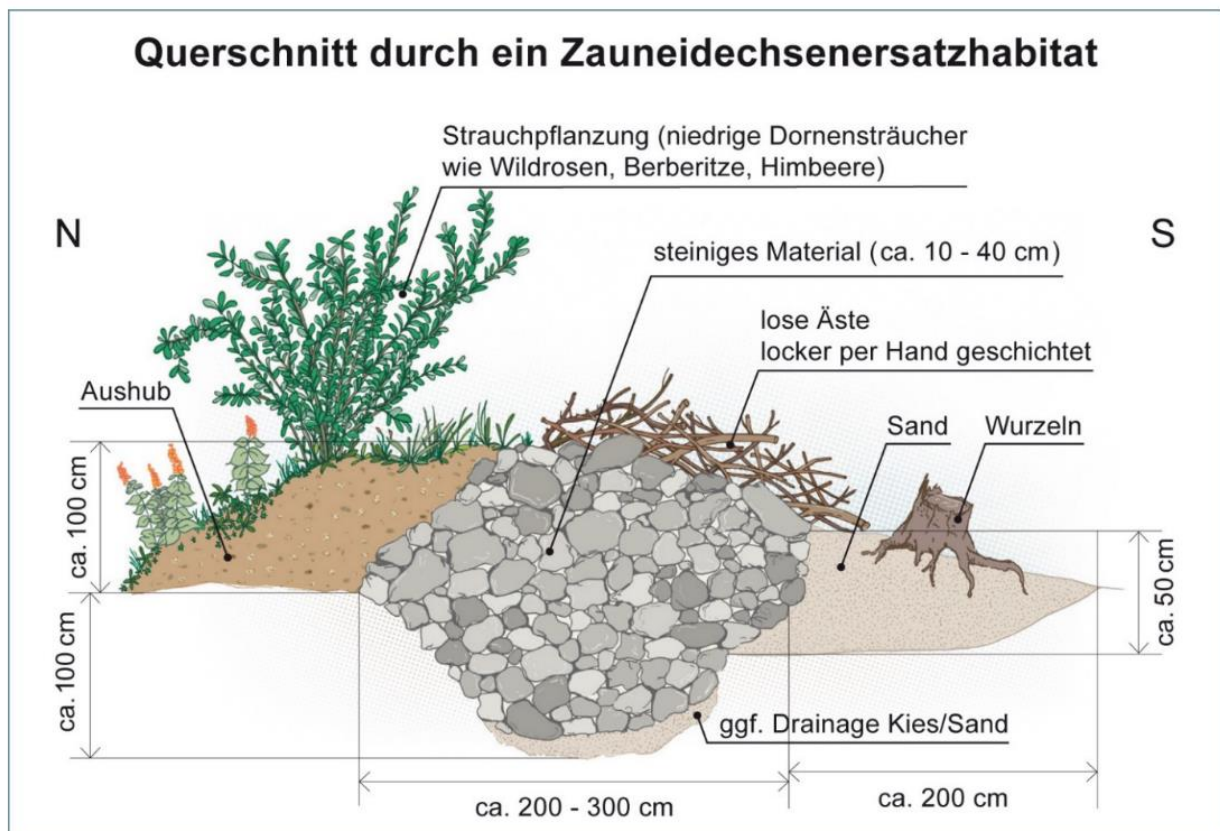 Querschnitt durch ein Zauneidechsenersatzhabitat
Strauchpflanzung (niedrige Dornensträucher
wie Wildrosen, Berberitze, Himbeere)
N
S
steiniges Material (ca. 10 - 40 cm)
lose Äste
locker per Hand geschichtet
Aushub
Sand
Wurzeln
ca. 100 cm
ca. 50 cm
ca. 100 cm
ggf. Drainage Kies/Sand
ca. 200 - 300 cm
ca. 200 cm